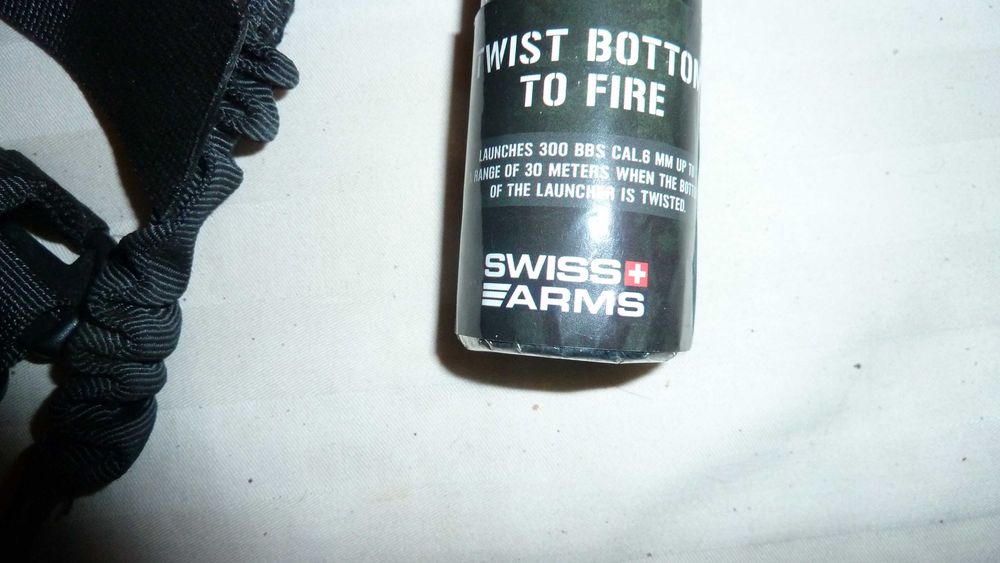 TWIST BOTTOM
TO FIRE
LAUNCHES 300 BBS CAL.6 MM UP TO
RANGE OF 30 METERS WHEN THE
OF THE LAUNCHER IS TWISTED.
SWISS
ARMS